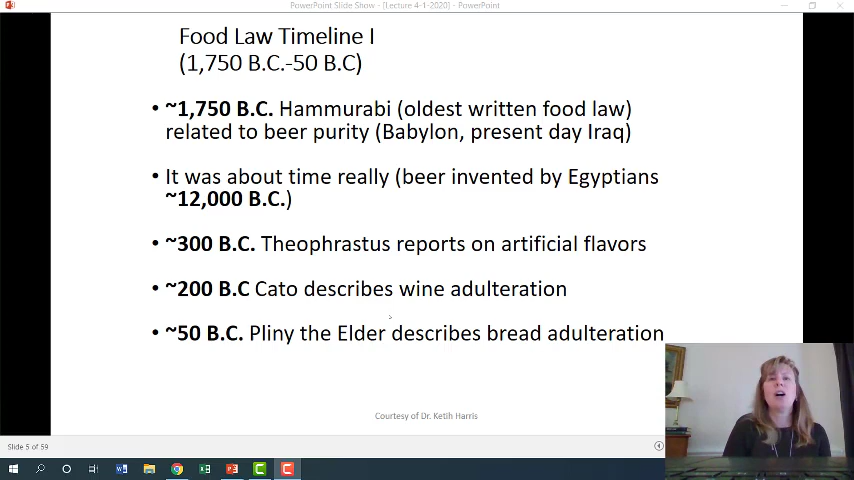 PowerPoint Slide Show - [Lecture 4-1-2020] - PowerPoint
Food Law Timeline I
(1,750 B.C.-50 B.C)
• ~1,750 B.C. Hammurabi (oldest written food law)
related to beer purity (Babylon, present day Iraq)
• It was about time really (beer invented by Egyptians
~12,000 B.C.)
• ~300 B.C. Theophrastus reports on artificial flavors
• ~200 B.C Cato describes wine adulteration
• ~50 B.C. Pliny the Elder describes bread adulteration
Courtesy of Dr. Ketih Harris
Slide 5 of 59